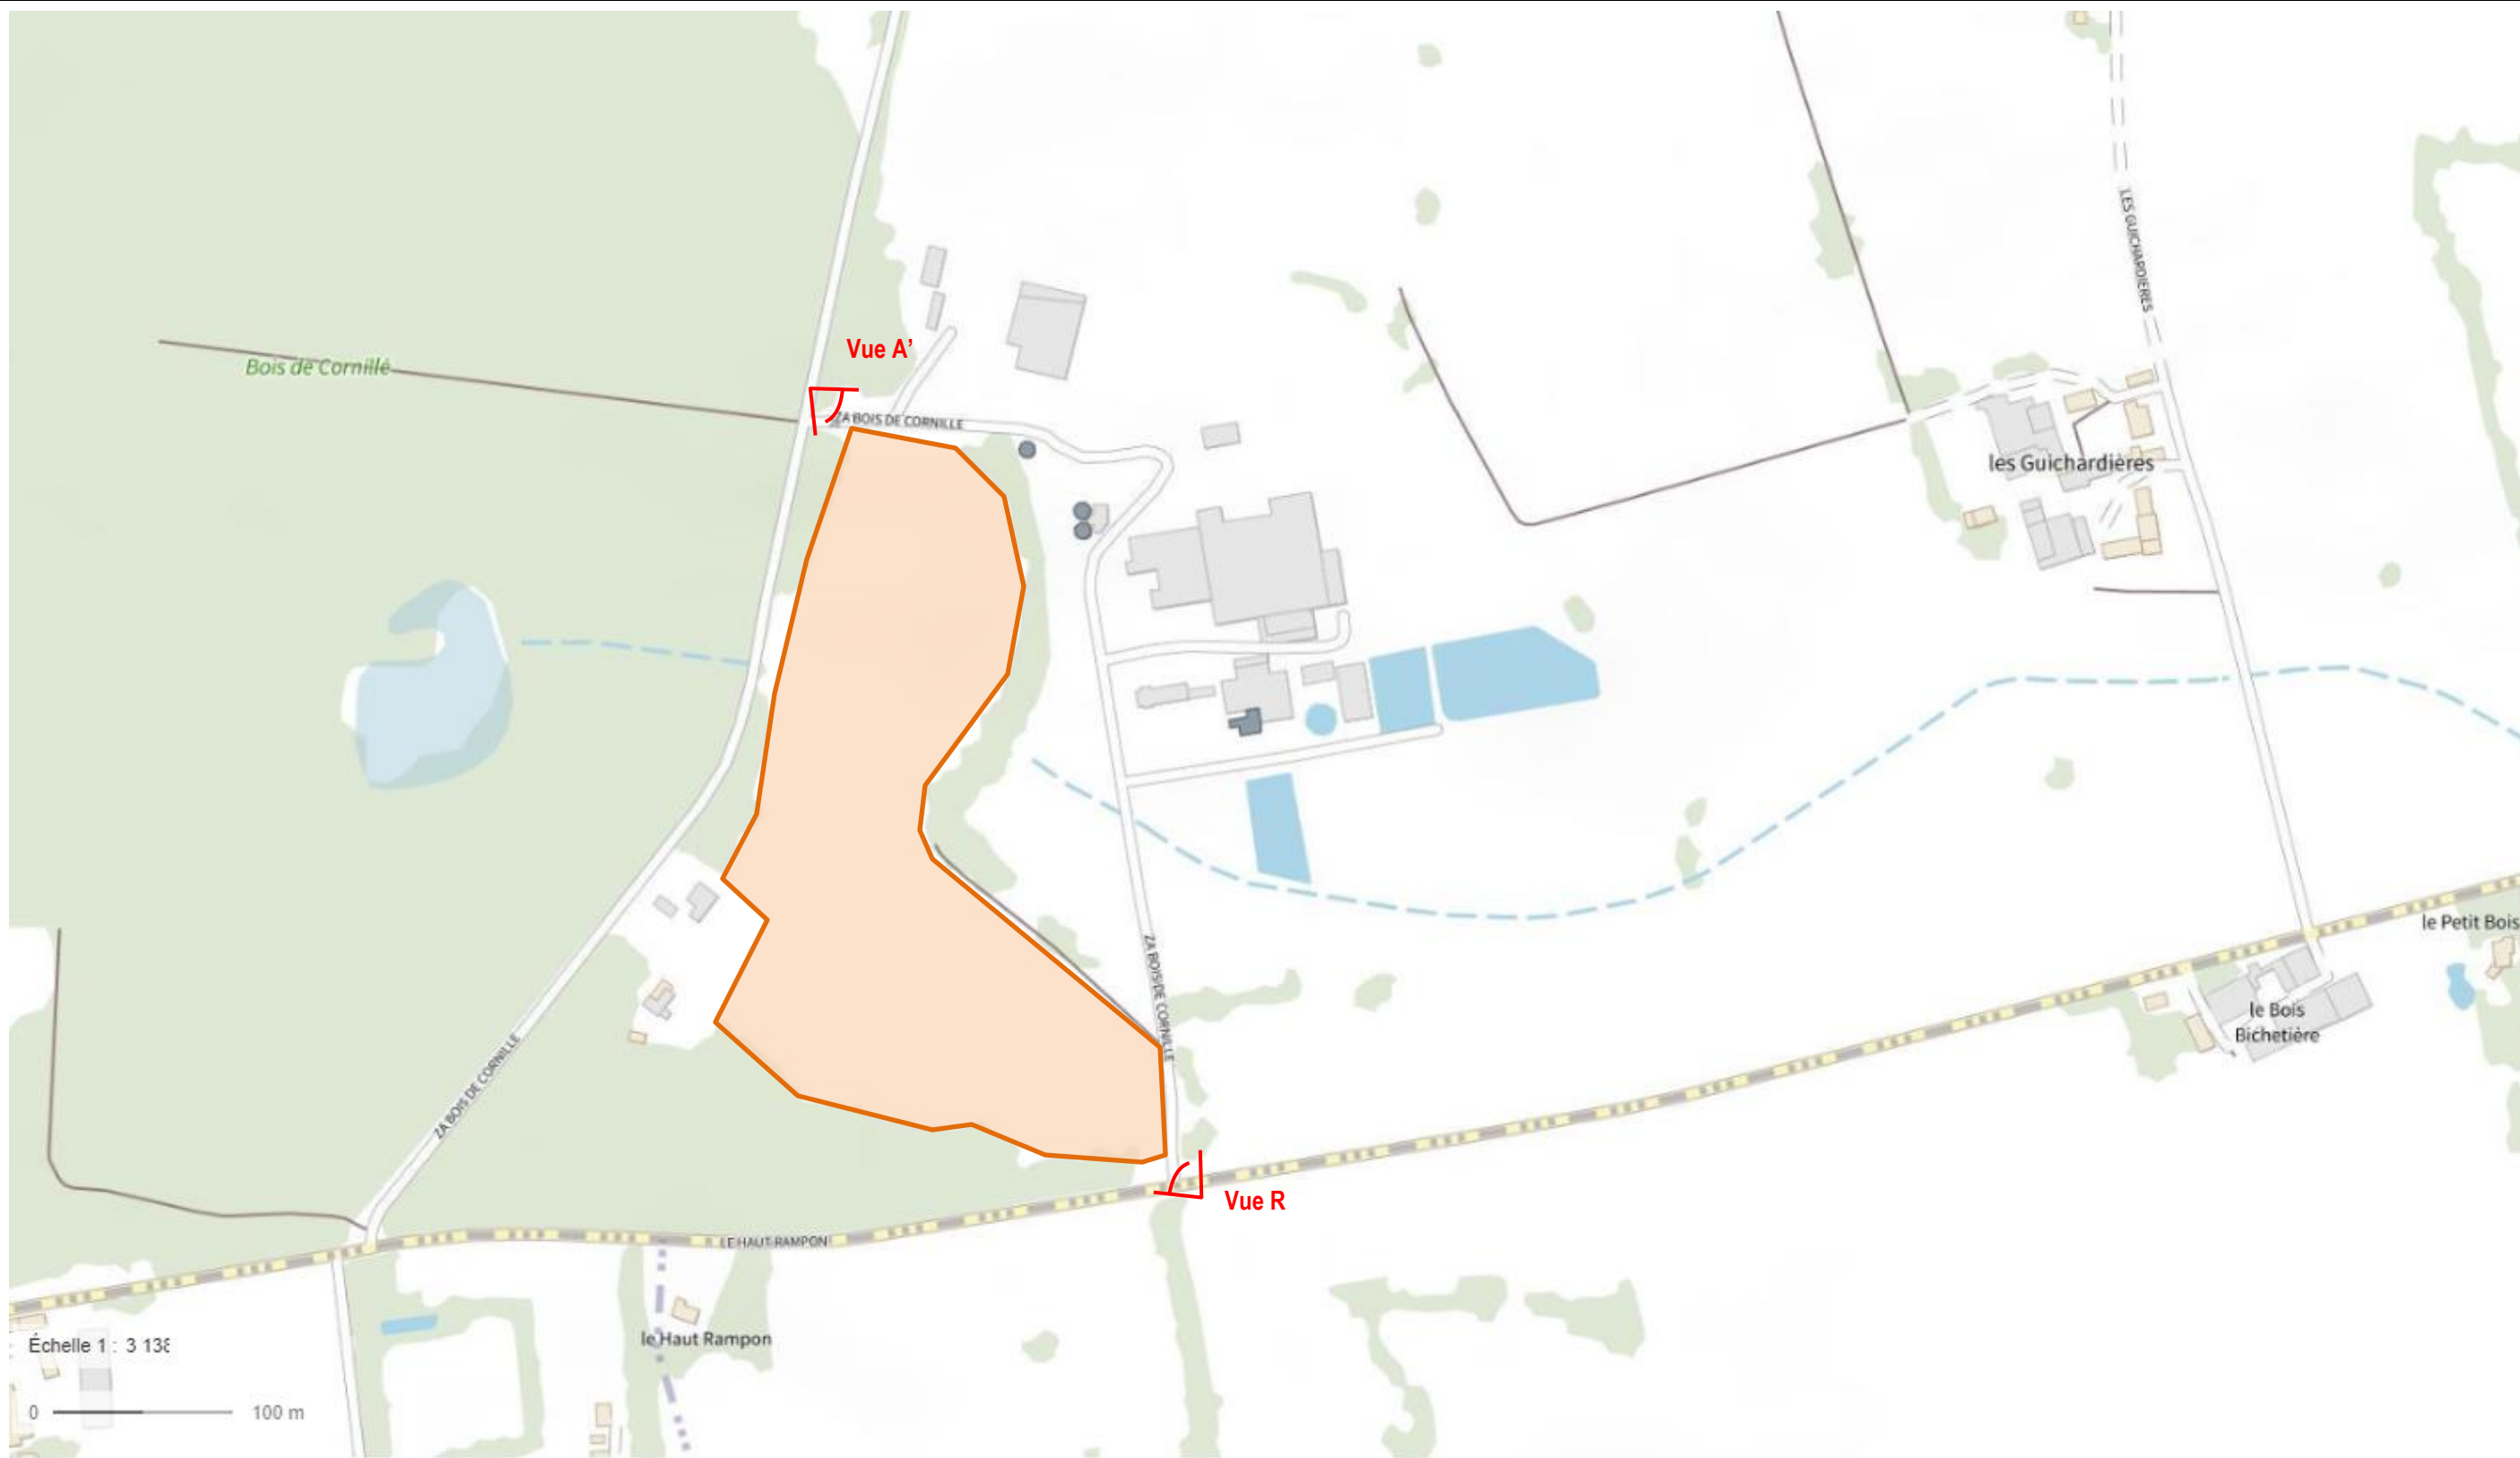 LES GUICHARDIERES
Vue A’
Bois de Cornillé
ZA BOIS DE CORNILLE
les Guichardières
le Petit Bois
ZA BOIS DE CORNILLE
le Bois
Bichetière
ZA BOIS DE CORNILLE
Vue R
LE HAUT RAMPON
le Haut Rampon
Échelle 1 : 3 138
0 100 m